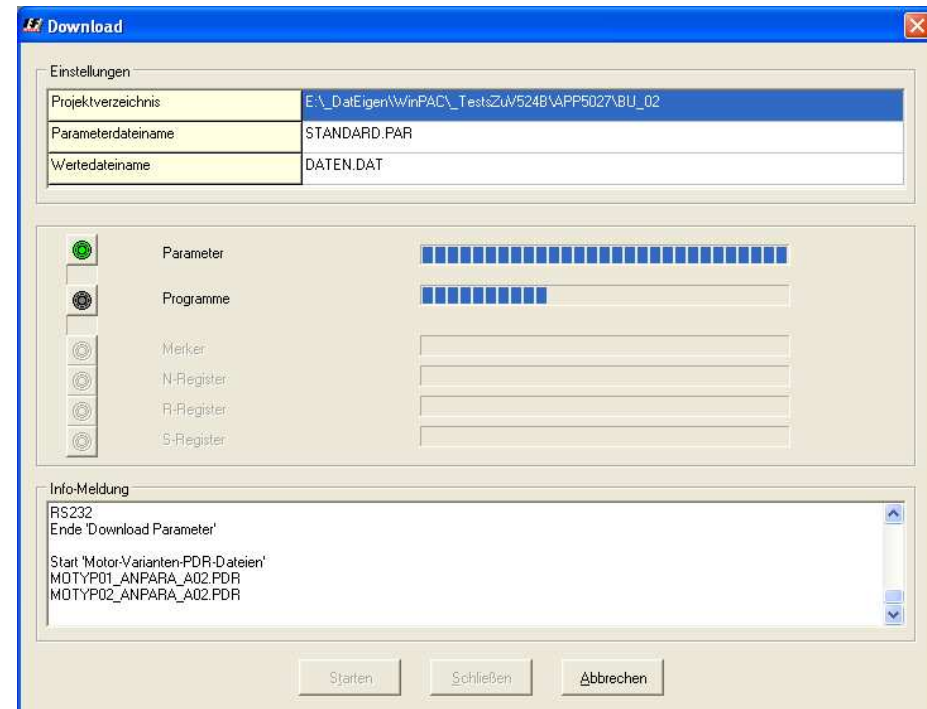 Download
Einstellungen
Projektverzeichnis E:\_DatEigen\WinPAC\_TestsZuV524B\APP5027\BU_02
Parameterdateiname STANDARD.PAR
Wertedateiname DATEN.DAT
Parameter
Programme
Merker
N-Register
R-Register
S-Register
Info-Meldung
RS232
Ende 'Download Parameter'
Start 'Motor-Varianten-PDR-Dateien'
MOTYP01_ANPARA_A02.PDR
MOTYP02_ANPARA_A02.PDR
Starten Schließen Abbrechen